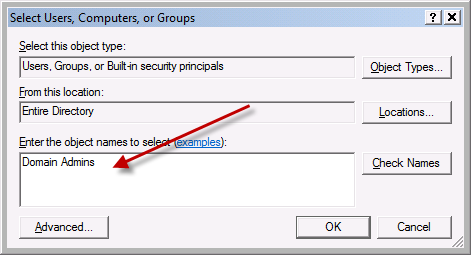 Select Users, Computers, or Groups
Select this object type:
Users, Groups, or Built-in security principals
Object Types...
From this location:
Entire Directory
Locations...
Enter the object names to select (examples):
Domain Admins
Check Names
Advanced...
OK
Cancel